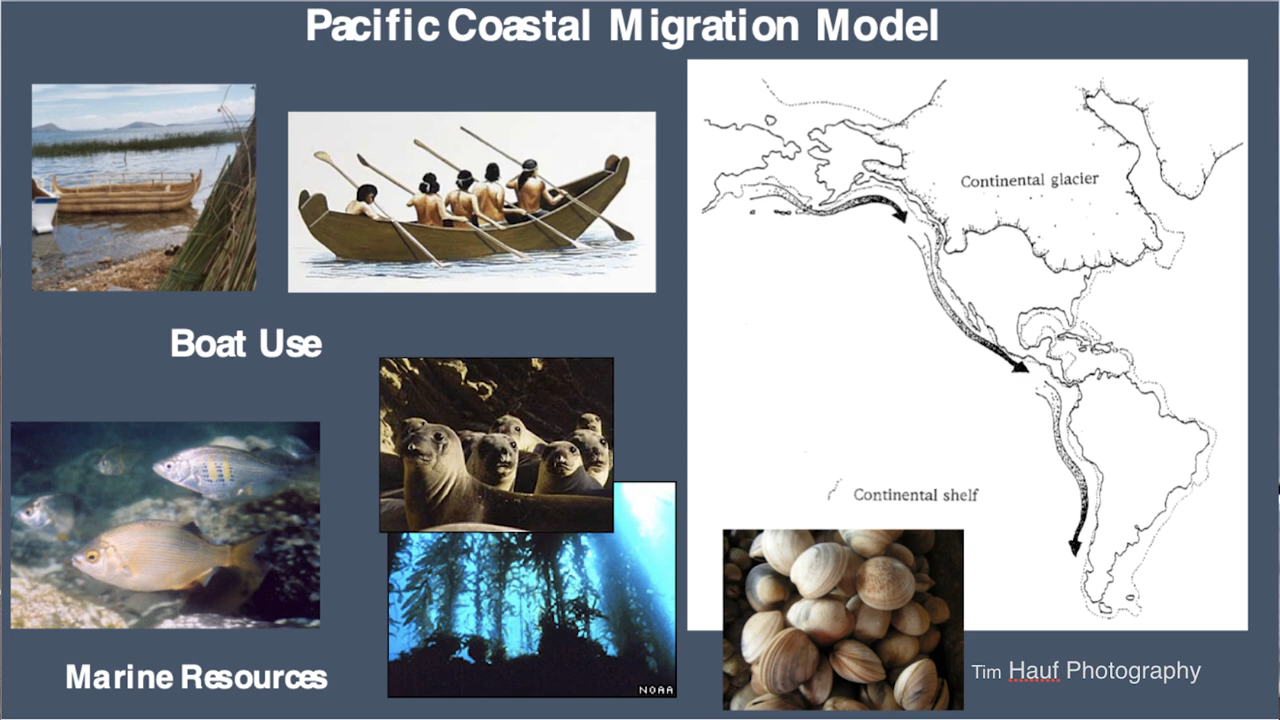 Pacific Coastal Migration Model
Continental glacier
Boat Use
Continental shelf
Marine Resources
NOAA
Tim Hauf Photography